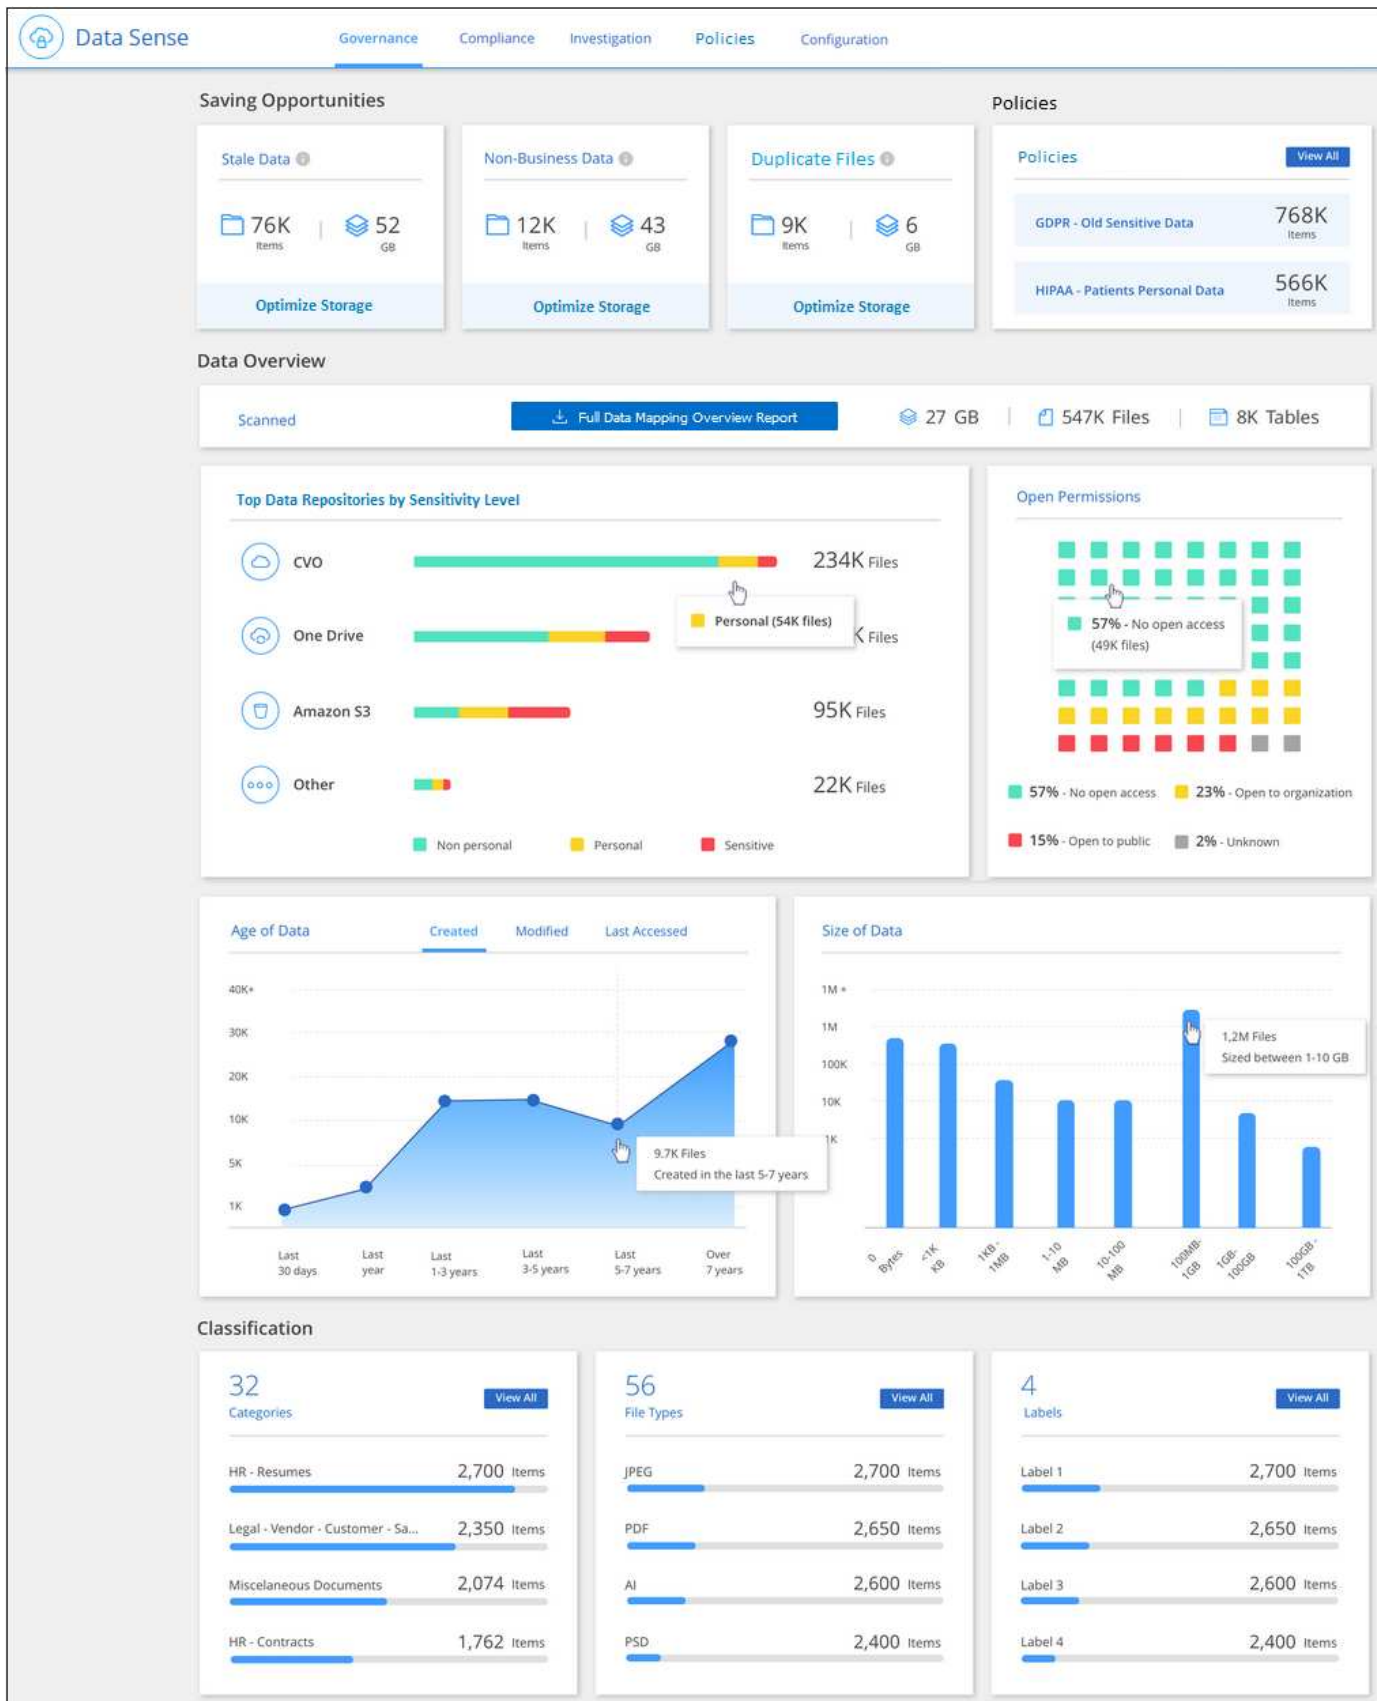 Data Sense
Governance Compliance Investigation Policies Configuration
Saving Opportunities
Policies
Stale Data
76K Items
52 GB
Optimize Storage
Non-Business Data
12K Items
43 GB
Optimize Storage
Duplicate Files
9K Items
6 GB
Optimize Storage
Policies View All
GDPR - Old Sensitive Data 768K Items
HIPAA - Patients Personal Data 566K Items
Data Overview
Scanned Full Data Mapping Overview Report 27 GB 547K Files 8K Tables
Top Data Repositories by Sensitivity Level
CVO 234K Files
Personal (54K files)
One Drive K Files
Amazon S3 95K Files
Other 22K Files
Non personal Personal Sensitive
Open Permissions
57% - No open access
(49K files)
57% - No open access 23% - Open to organization
15% - Open to public 2% - Unknown
Age of Data Created Modified Last Accessed
40K+
30K
20K
10K
5K
1K
9.7K Files
Created in the last 5-7 years
Last 30 days
Last year
Last 1-3 years
Last 3-5 years
Last 5-7 years
Over 7 years
Size of Data
1M +
1M
100K
10K
K
1,2M Files
Sized between 1-10 GB
0 Bytes
<1K KB
1KB - 1MB
1-10 MB
10-100 MB
100MB- 1GB
1GB- 100GB
100GB - 1TB
Classification
32
Categories View All
HR - Resumes 2,700 Items
Legal - Vendor - Customer - Sa... 2,350 Items
Miscelaneous Documents 2,074 Items
HR - Contracts 1,762 Items
56
File Types View All
JPEG 2,700 Items
PDF 2,650 Items
AI 2,600 Items
PSD 2,400 Items
4
Labels View All
Label 1 2,700 Items
Label 2 2,650 Items
Label 3 2,600 Items
Label 4 2,400 Items